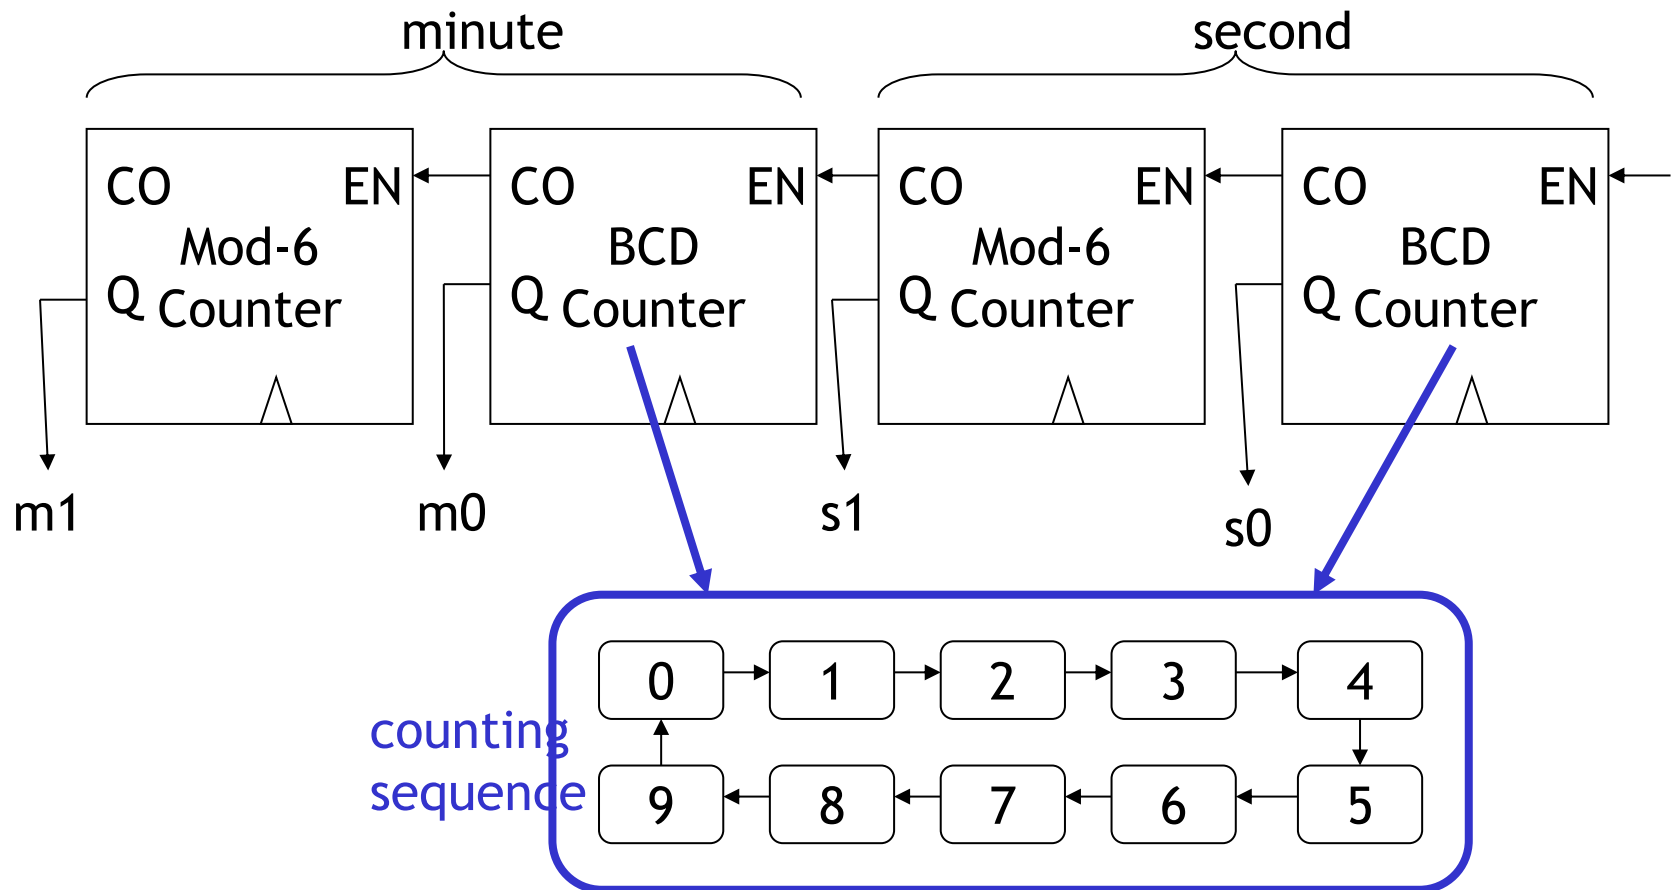 minute
second
CO EN
Mod-6
Q Counter
CO EN
BCD
Q Counter
CO EN
Mod-6
Q Counter
CO EN
BCD
Q Counter
m1
m0
s1
s0
counting
sequence
0 1 2 3 4
9 8 7 6 5